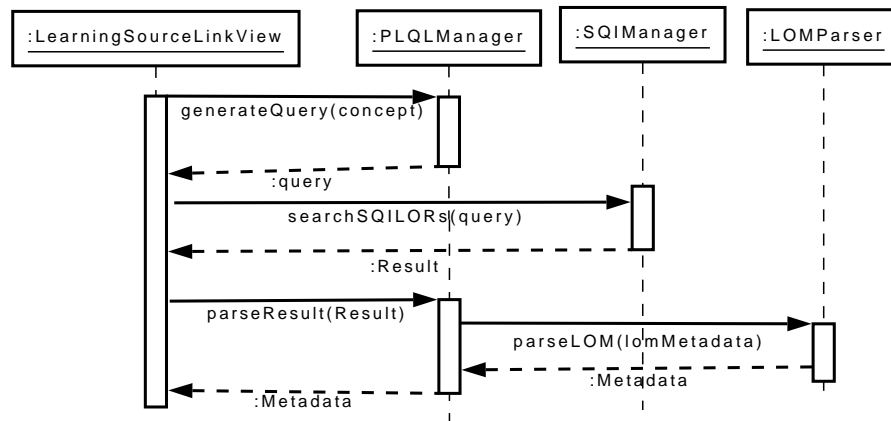 :LearningSourceLinkView
:PLQLManager
:SQIManager
:LOMParser
generateQuery(concept)
:query
searchSQILORs(query)
:Result
parseResult(Result)
parseLOM(lomMetadata)
:Metadata
:Metadata